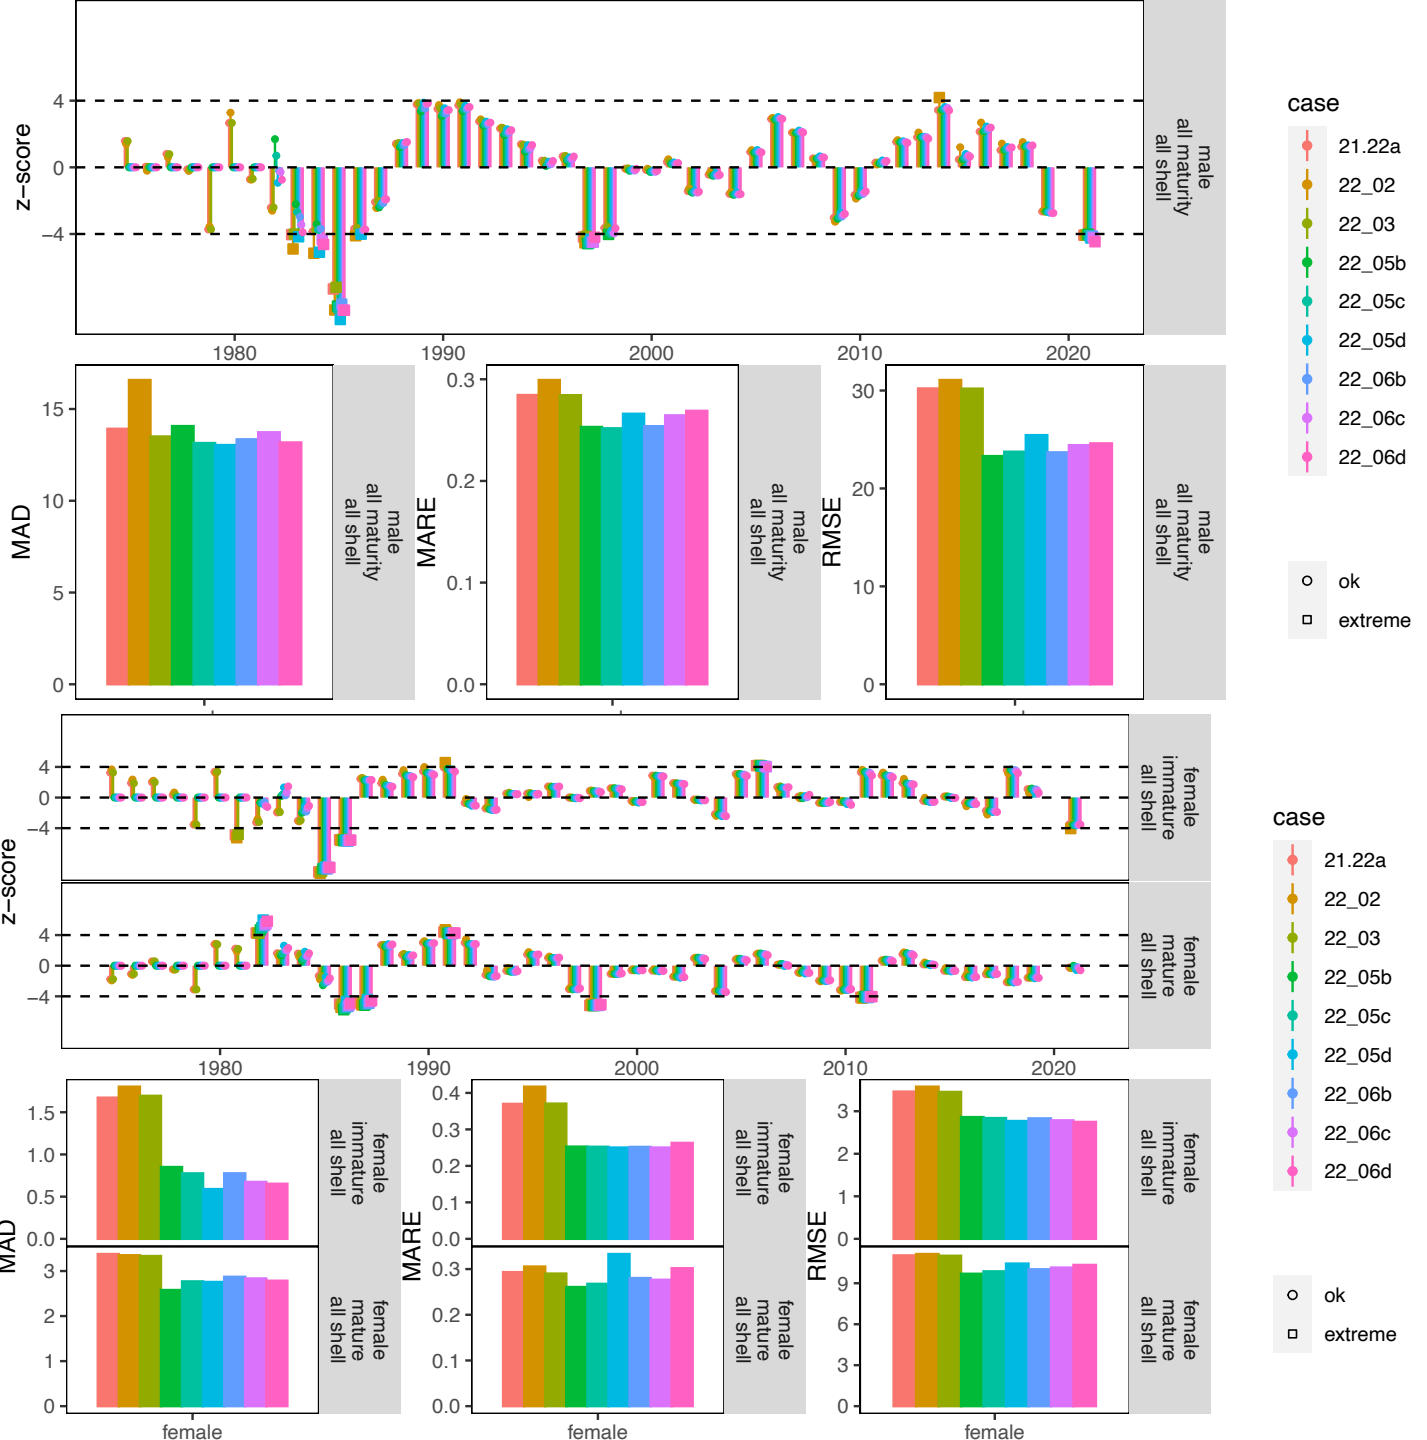 4
0
−4
z−score
male
all maturity
all shell
1980
1990
2000
2010
2020
15
10
5
0
MAD
male
all maturity
all shell
0.3
0.2
0.1
0.0
MARE
male
all maturity
all shell
30
20
10
0
RMSE
male
all maturity
all shell
case
21.22a
22_02
22_03
22_05b
22_05c
22_05d
22_06b
22_06c
22_06d
ok
extreme
4
0
−4
female
immature
all shell
z−score
4
0
−4
female
mature
all shell
1980
1990
2000
2010
2020
1.5
1.0
0.5
0.0
female
immature
all shell
MAD
3
2
1
0
female
mature
all shell
female
0.4
0.3
0.2
0.1
0.0
female
immature
all shell
MARE
0.3
0.2
0.1
0.0
female
mature
all shell
female
3
2
1
0
female
immature
all shell
RMSE
9
6
3
0
female
mature
all shell
female
case
21.22a
22_02
22_03
22_05b
22_05c
22_05d
22_06b
22_06c
22_06d
ok
extreme